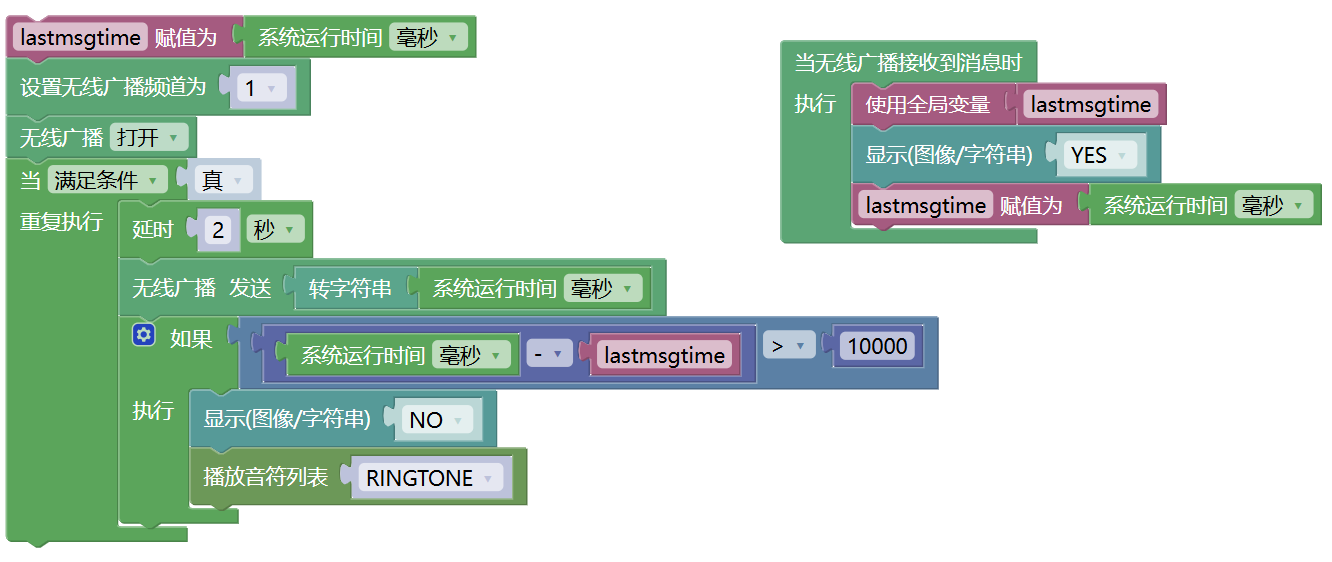 lastmsgtime 赋值为 系统运行时间 毫秒
设置无线广播频道为 1
无线广播 打开
当 满足条件 真
重复执行 延时 2 秒
无线广播 发送 转字符串 系统运行时间 毫秒
如果 系统运行时间 毫秒 - lastmsgtime > 10000
执行 显示(图像/字符串) NO
播放音符列表 RINGTONE
当无线广播接收到消息时
执行 使用全局变量 lastmsgtime
显示(图像/字符串) YES
lastmsgtime 赋值为 系统运行时间 毫秒